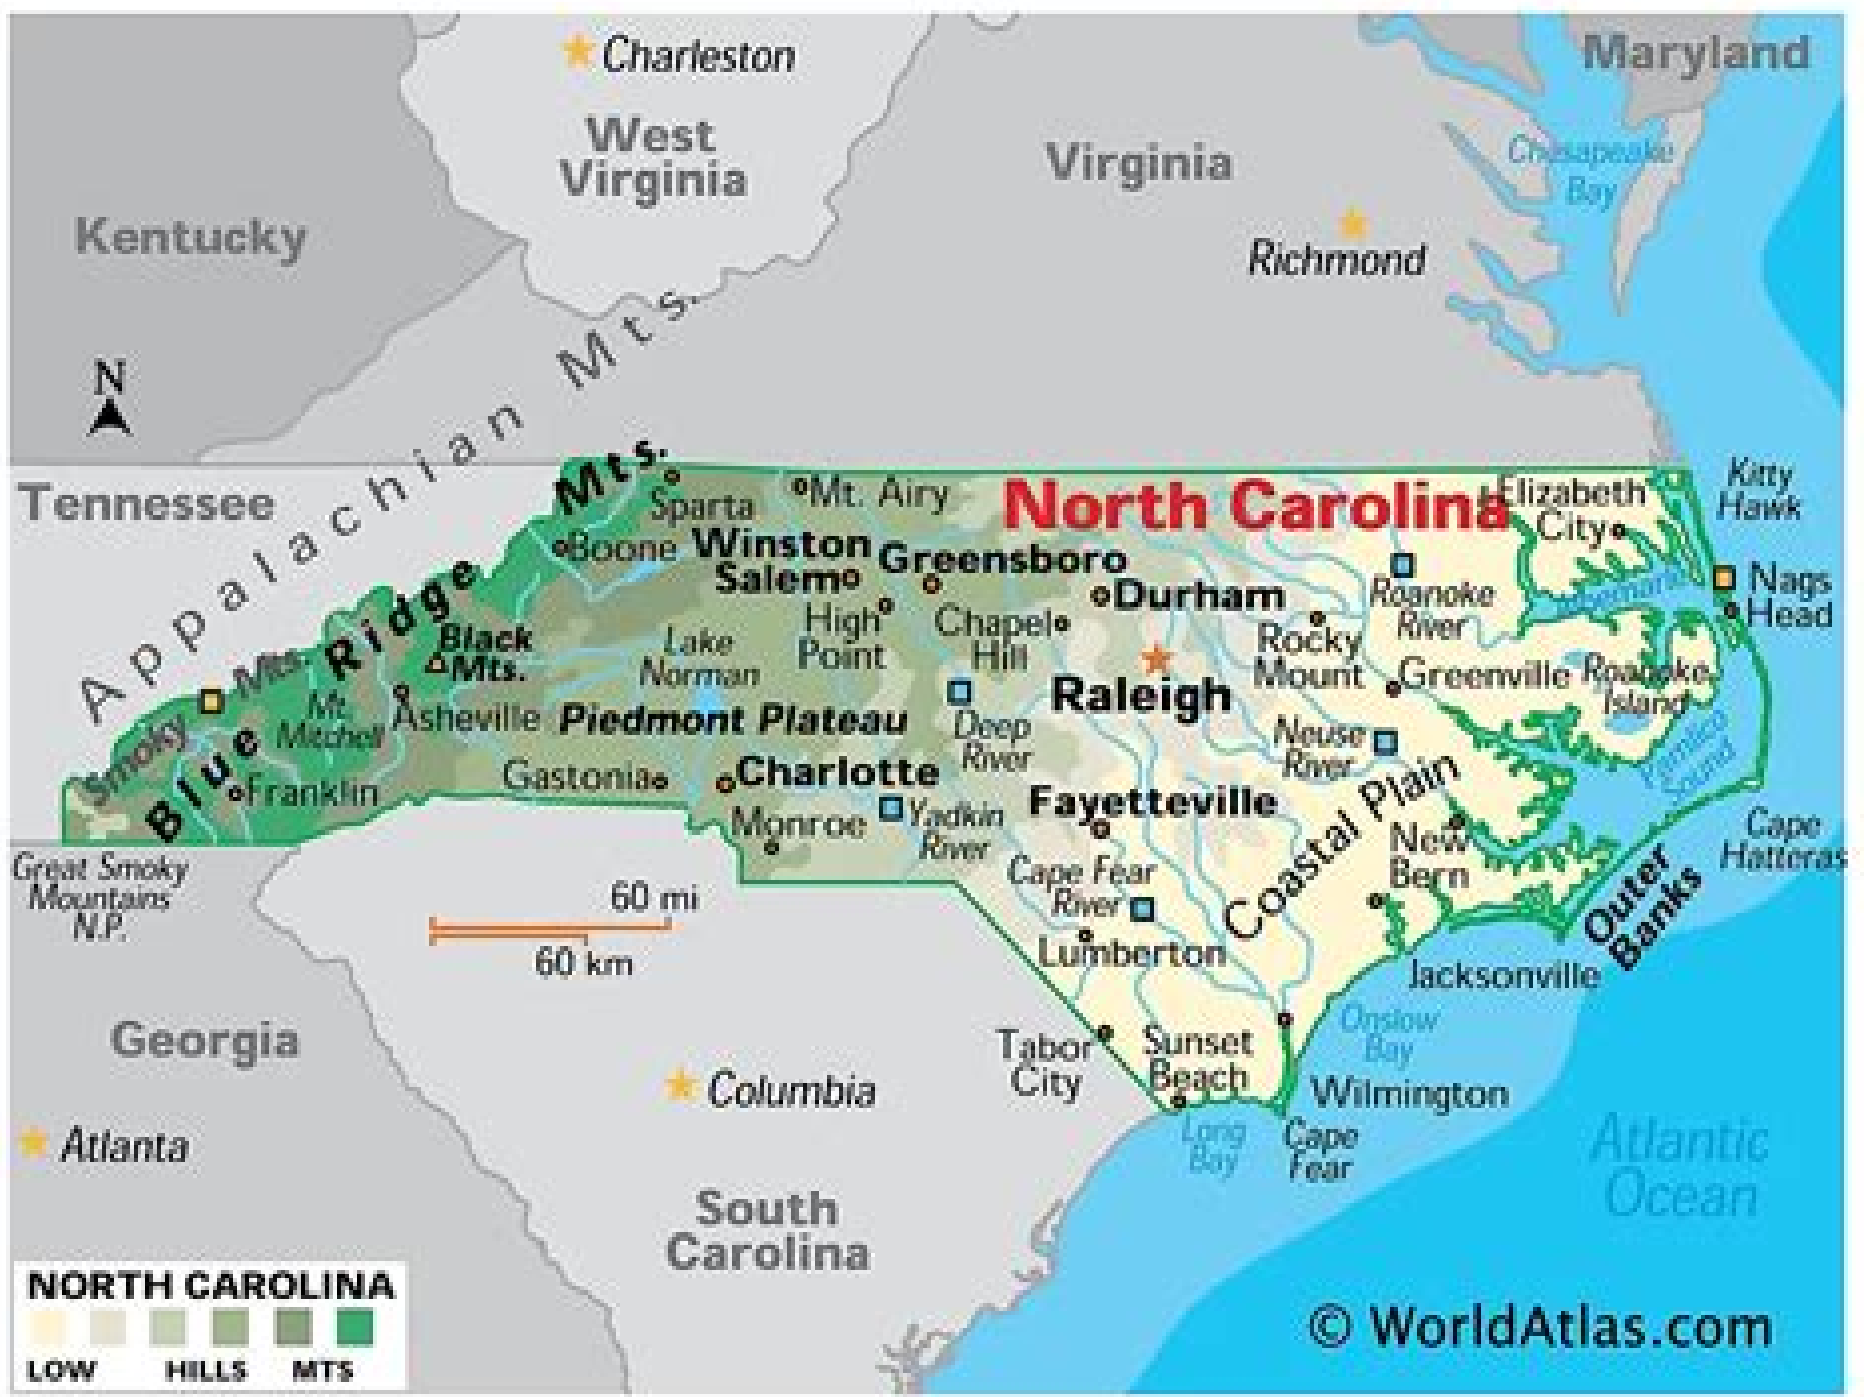 Charleston
West
Virginia
Virginia
Maryland
Chesapeake
Bay
Kentucky
Richmond
N
Appalachian Mts.
Tennessee
North Carolina
Kitty
Hawk
Elizabeth
City
Nags
Head
Blue Ridge Mts.
Smoky Mts.
Sparta
Mt. Airy
Boone
Winston
Salem
Greensboro
Durham
High
Point
Chapel
Hill
Roanoke
River
Rocky
Mount
Albemarle
Black
Mts.
Lake
Norman
Mt.
Mitchell
Asheville
Piedmont Plateau
Raleigh
Greenville
Roanoke
Island
Deep
River
Neuse
River
Pamlico
Sound
Franklin
Gastonia
Charlotte
Monroe
Yadkin
River
Fayetteville
Coastal Plain
New
Bern
Cape
Hatteras
Outer
Banks
Great Smoky
Mountains
N.P.
Cape Fear
River
Lumberton
Jacksonville
60 mi
60 km
Onslow
Bay
Tabor
City
Sunset
Beach
Wilmington
Long
Bay
Cape
Fear
Georgia
Atlanta
Columbia
South
Carolina
Atlantic
Ocean
NORTH CAROLINA
LOW HILLS MTS
© WorldAtlas.com